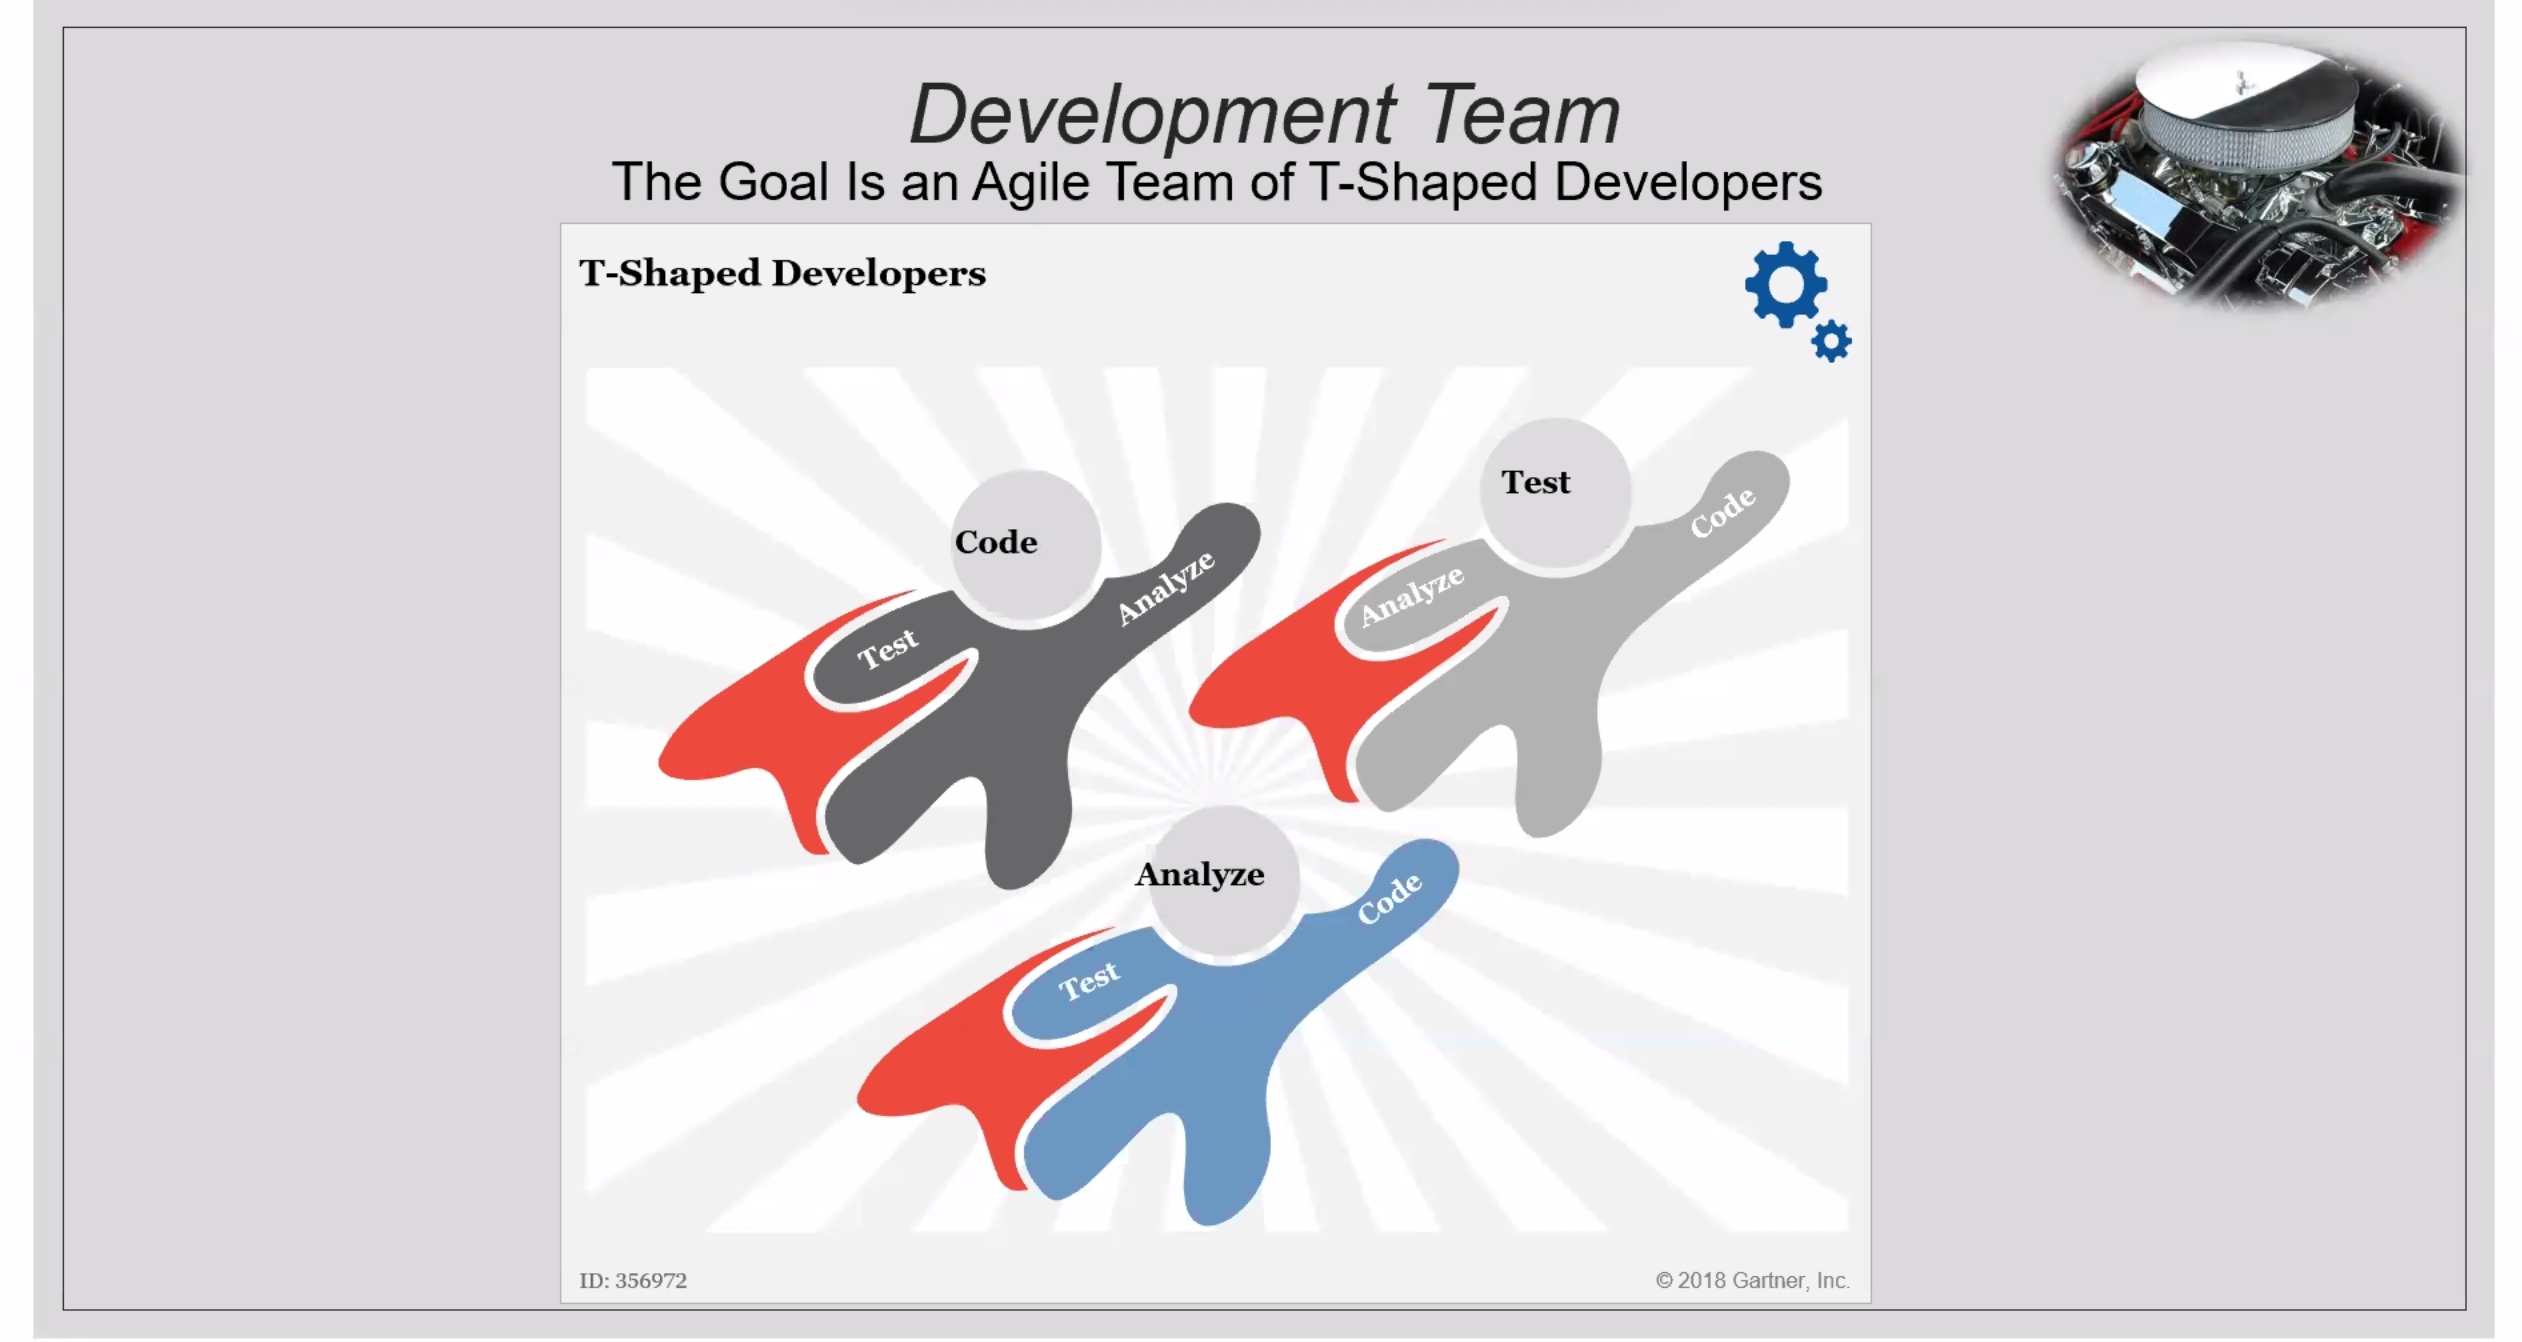 Development Team
The Goal Is an Agile Team of T-Shaped Developers
T-Shaped Developers
Code
Analyze
Test
Test
Code
Analyze
Analyze
Code
Test
ID: 356972
© 2018 Gartner, Inc.